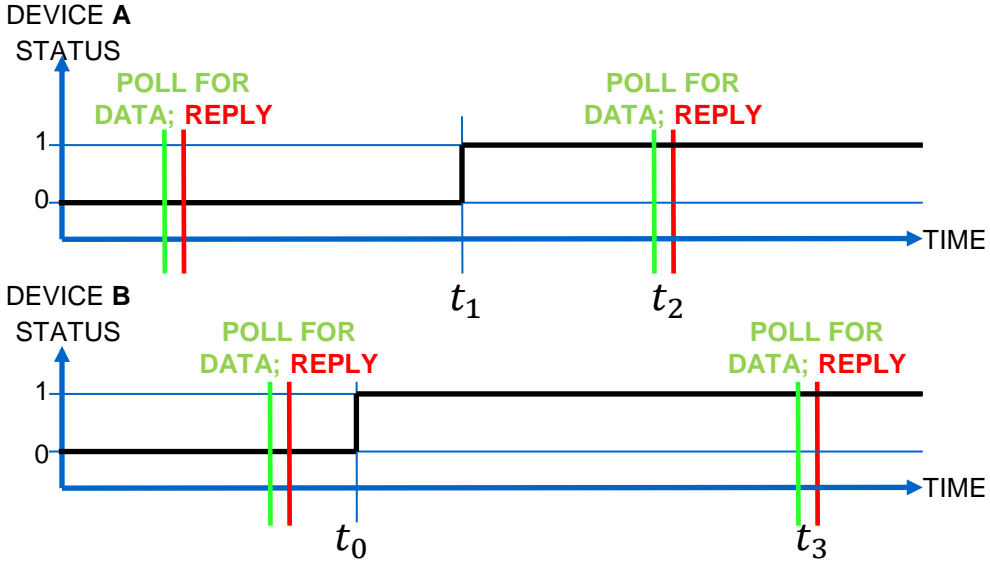 DEVICE A
STATUS
POLL FOR
DATA; REPLY
POLL FOR
DATA; REPLY
1
0
TIME
t1
t2
DEVICE B
STATUS
POLL FOR
DATA; REPLY
POLL FOR
DATA; REPLY
1
0
TIME
t0
t3